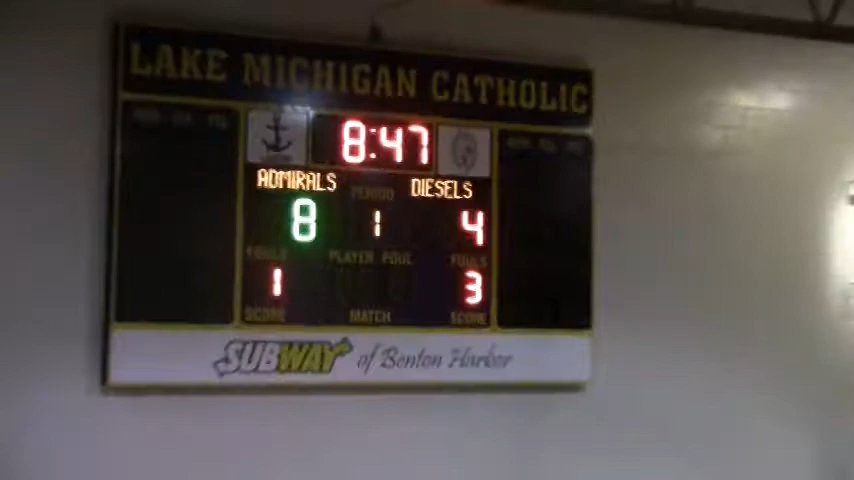 LAKE MICHIGAN CATHOLIC
8:47
ADMIRALS PERIOD DIESELS
8 1 4
FOULS PLAYER FOUL FOULS
1 3
SCORE MATCH SCORE
SUBWAY of Benton Harbor